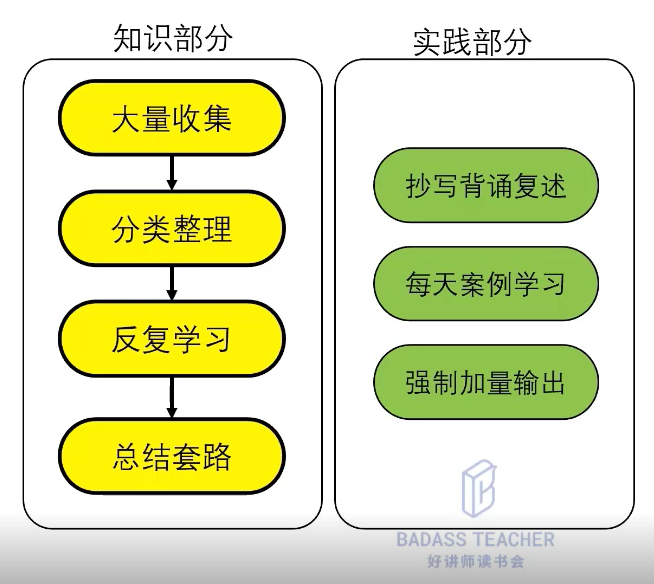 知识部分
大量收集
分类整理
反复学习
总结套路
实践部分
抄写背诵复述
每天案例学习
强制加量输出
BADASS TEACHER
好讲师读书会